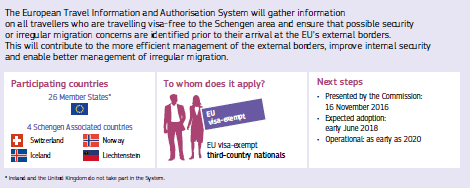 The European Travel Information and Authorisation System will gather information
on all travellers who are travelling visa-free to the Schengen area and ensure that possible security
or irregular migration concerns are identified prior to their arrival at the EU's external borders.
This will contribute to the more efficient management of the external borders, improve internal security
and enable better management of irregular migration.
Participating countries
26 Member States*
4 Schengen Associated countries
Switzerland
Norway
Iceland
Liechtenstein
To whom does it apply?
EU
visa-exempt
EU visa-exempt
third-country nationals
Next steps
• Presented by the Commission:
16 November 2016
• Expected adoption:
early June 2018
• Operational: as early as 2020
* Ireland and the United Kingdom do not take part in the System.